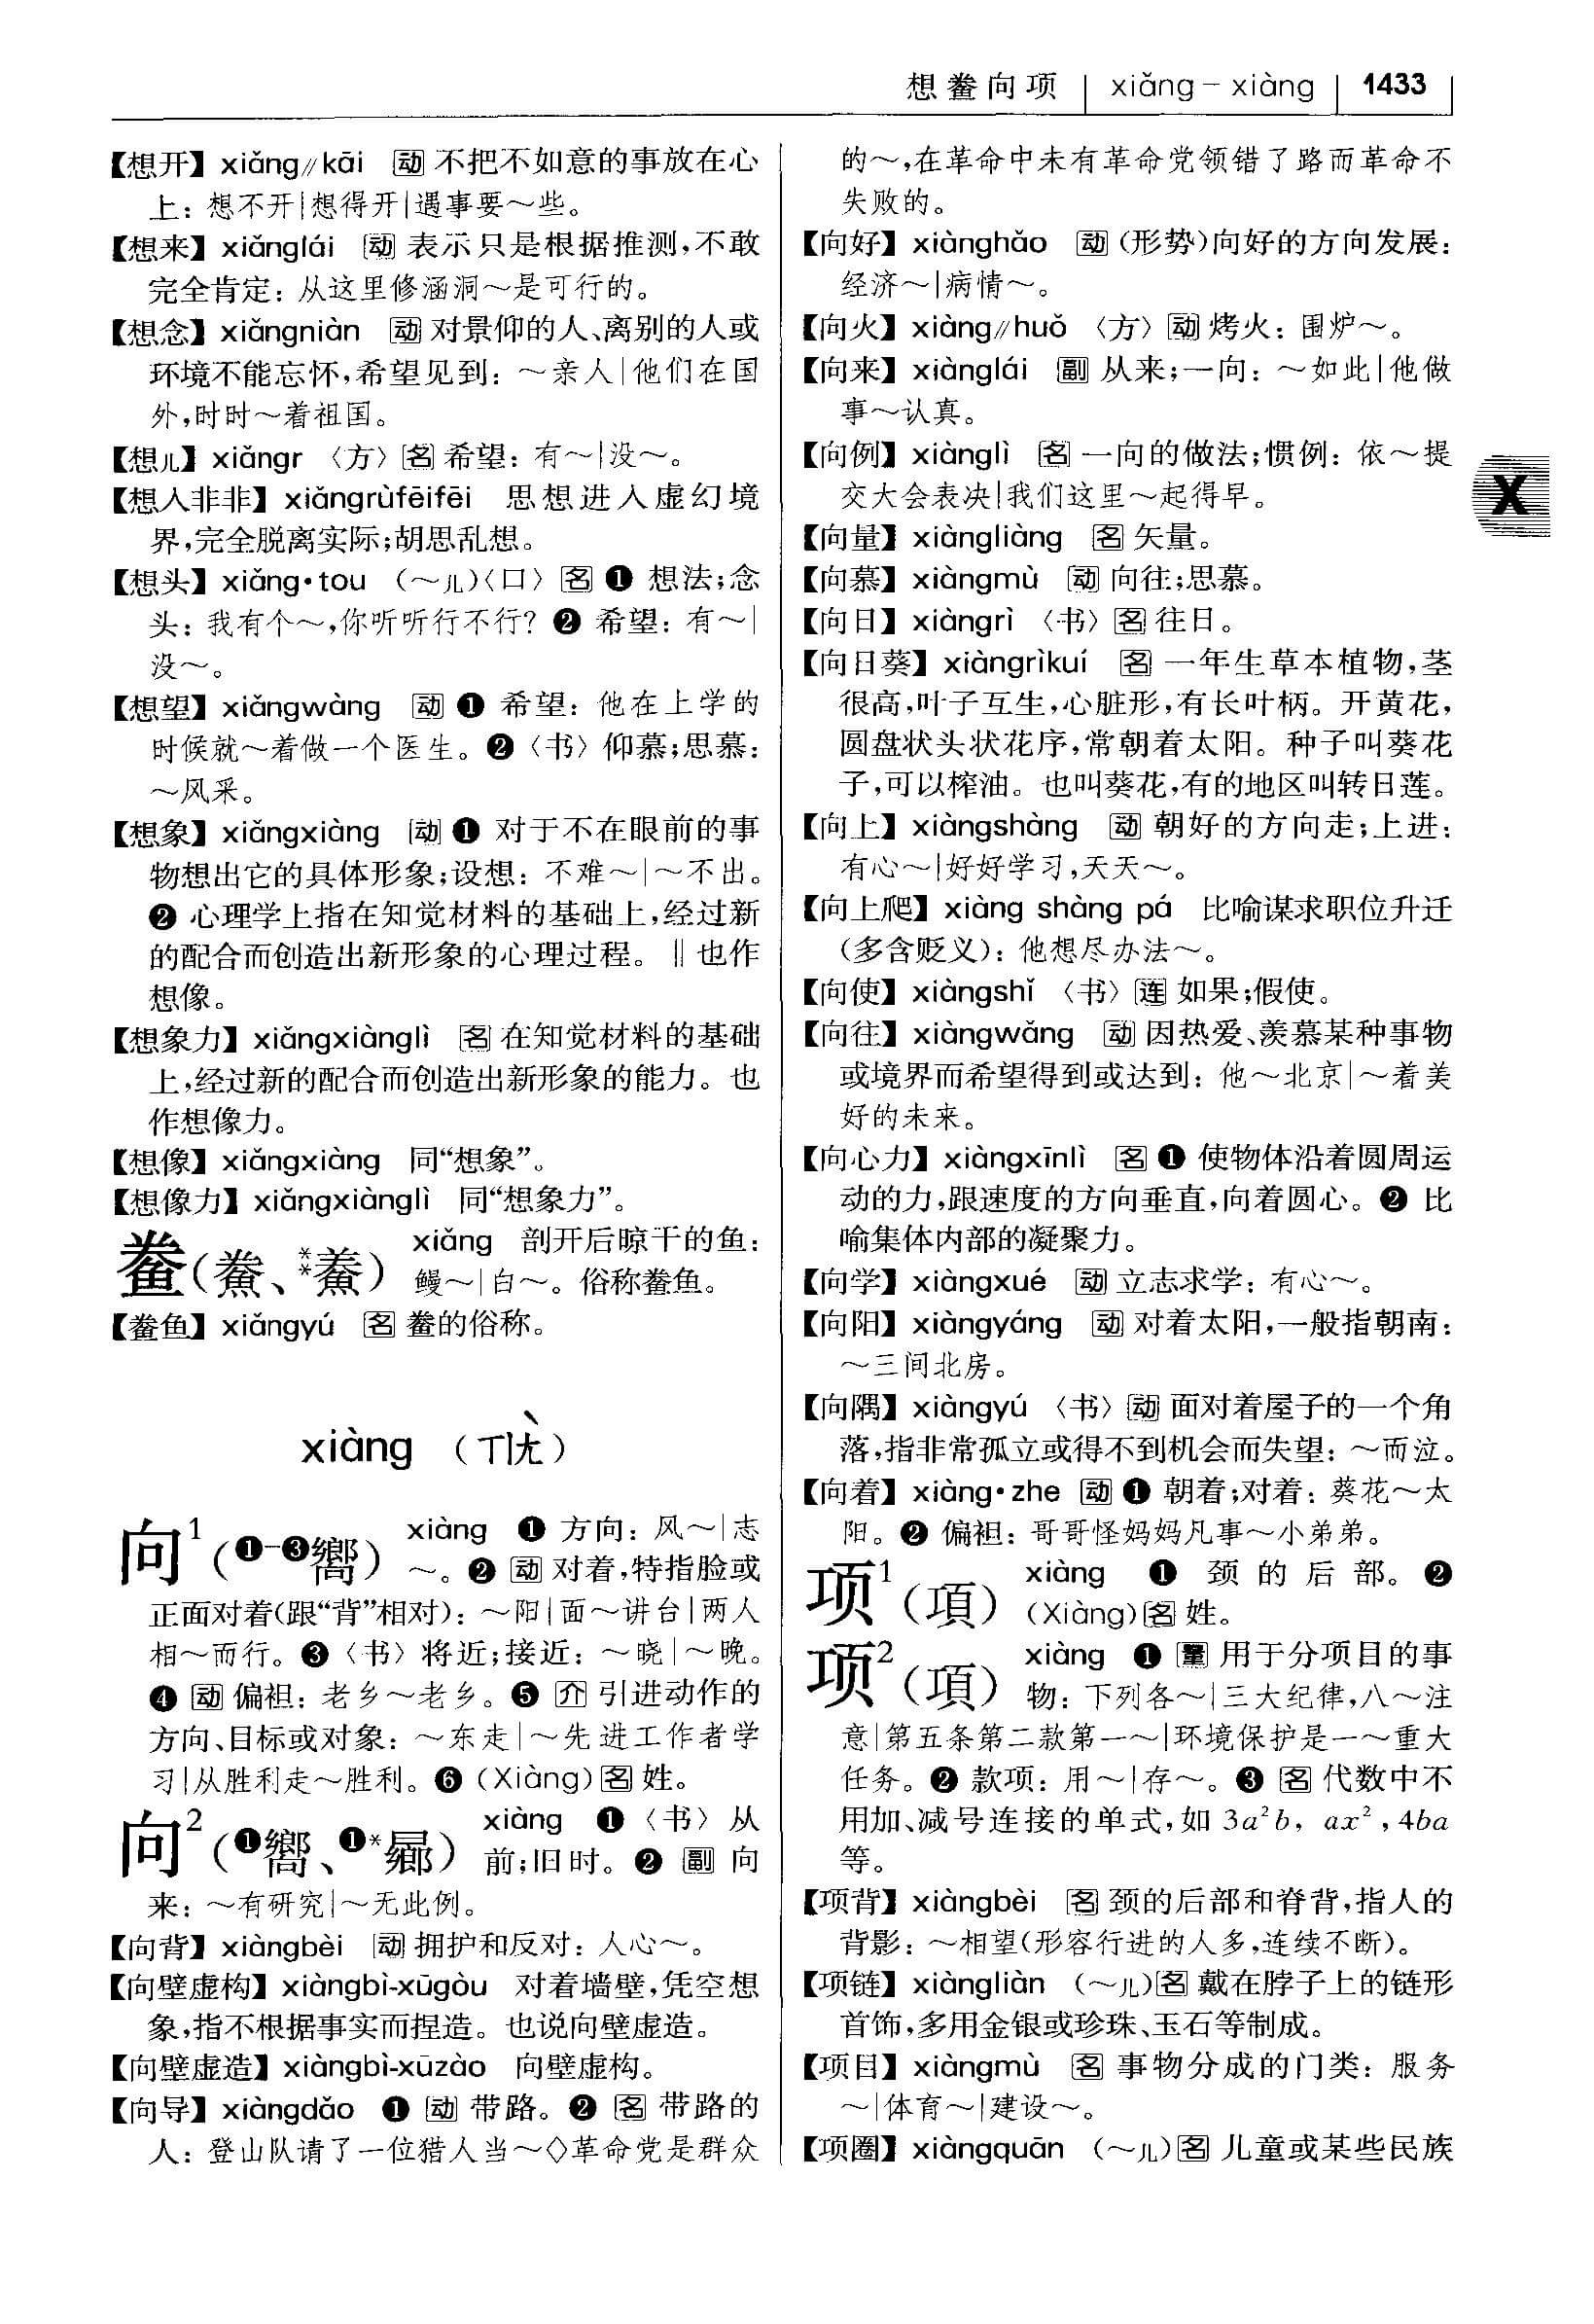 想鲞向项 | xiǎng – xiàng | 1433
【想开】 xiǎng∥kāi 动 不把不如意的事放在心
上：想不开|想得开|遇事要～些。
【想来】 xiǎnglái 动 表示只是根据推测，不敢
完全肯定：从这里修涵洞～是可行的。
【想念】 xiǎngniàn 动 对景仰的人、离别的人或
环境不能忘怀，希望见到：～亲人|他们在国
外，时时～着祖国。
【想儿】 xiǎngr 〈方〉 名 希望：有～|没～。
【想入非非】 xiǎngrùfēifēi 思想进入虚幻境
界，完全脱离实际；胡思乱想。
【想头】 xiǎng•tou （～儿）〈口〉 名 ❶ 想法；念
头：我有个～，你听听行不行？❷ 希望：有～|
没～。
【想望】 xiǎngwàng 动 ❶ 希望：他在上学的
时候就～着做一个医生。❷〈书〉仰慕；思慕：
～风采。
【想象】 xiǎngxiàng 动 ❶ 对于不在眼前的事
物想出它的具体形象；设想：不难～|～不出。
❷ 心理学上指在知觉材料的基础上，经过新
的配合而创造出新形象的心理过程。‖也作
想像。
【想象力】 xiǎngxiànglì 名 在知觉材料的基础
上，经过新的配合而创造出新形象的能力。也
作想像力。
【想像】 xiǎngxiàng 同“想象”。
【想像力】 xiǎngxiànglì 同“想象力”。
鲞（鯗、**鮝） xiǎng 剖开后晾干的鱼：
鳗～|白～。俗称鲞鱼。
【鲞鱼】 xiǎngyú 名 鲞的俗称。
xiàng （ㄒㄧㄤˋ）
向¹（❶-❸嚮） xiàng ❶ 方向：风～|志
～。❷ 动 对着，特指脸或
正面对着（跟“背”相对）：～阳|面～讲台|两人
相～而行。❸〈书〉将近；接近：～晓|～晚。
❹ 动 偏袒：老乡～老乡。❺ 介 引进动作的
方向、目标或对象：～东走|～先进工作者学
习|从胜利走～胜利。❻（Xiàng）名 姓。
向²（❶嚮、❶*曏） xiàng ❶〈书〉从
前；旧时。❷ 副 向
来：～有研究|～无此例。
【向背】 xiàngbèi 动 拥护和反对：人心～。
【向壁虚构】 xiàngbì-xūgòu 对着墙壁，凭空想
象，指不根据事实而捏造。也说向壁虚造。
【向壁虚造】 xiàngbì-xūzào 向壁虚构。
【向导】 xiàngdǎo ❶ 动 带路。❷ 名 带路的
人：登山队请了一位猎人当～◇革命党是群众
的～，在革命中未有革命党领错了路而革命不
失败的。
【向好】 xiànghǎo 动（形势）向好的方向发展：
经济～|病情～。
【向火】 xiàng∥huǒ 〈方〉 动 烤火：围炉～。
【向来】 xiànglái 副 从来；一向：～如此|他做
事～认真。
【向例】 xiànglì 名 一向的做法；惯例：依～提
交大会表决|我们这里～起得早。
【向量】 xiàngliàng 名 矢量。
【向慕】 xiàngmù 动 向往；思慕。
【向日】 xiàngrì 〈书〉 名 往日。
【向日葵】 xiàngrìkuí 名 一年生草本植物，茎
很高，叶子互生，心脏形，有长叶柄。开黄花，
圆盘状头状花序，常朝着太阳。种子叫葵花
子，可以榨油。也叫葵花，有的地区叫转日莲。
【向上】 xiàngshàng 动 朝好的方向走；上进：
有心～|好好学习，天天～。
【向上爬】 xiàng shàng pá 比喻谋求职位升迁
（多含贬义）：他想尽办法～。
【向使】 xiàngshǐ 〈书〉 连 如果；假使。
【向往】 xiàngwǎng 动 因热爱、羡慕某种事物
或境界而希望得到或达到：他～北京|～着美
好的未来。
【向心力】 xiàngxīnlì 名 ❶ 使物体沿着圆周运
动的力，跟速度的方向垂直，向着圆心。❷ 比
喻集体内部的凝聚力。
【向学】 xiàngxué 动 立志求学：有心～。
【向阳】 xiàngyáng 动 对着太阳，一般指朝南：
～三间北房。
【向隅】 xiàngyú 〈书〉 动 面对着屋子的一个角
落，指非常孤立或得不到机会而失望：～而泣。
【向着】 xiàng•zhe 动 ❶ 朝着；对着：葵花～太
阳。❷ 偏袒：哥哥怪妈妈凡事～小弟弟。
项¹（項） xiàng ❶ 颈的后部。❷
（Xiàng）名 姓。
项²（項） xiàng ❶ 量 用于分项目的事
物：下列各～|三大纪律，八～注
意|第五条第二款第一～|环境保护是一～重大
任务。❷ 款项：用～|存～。❸ 名 代数中不
用加、减号连接的单式，如 3a²b，ax²，4ba
等。
【项背】 xiàngbèi 名 颈的后部和脊背，指人的
背影：～相望（形容行进的人多，连续不断）。
【项链】 xiàngliàn （～儿）名 戴在脖子上的链形
首饰，多用金银或珍珠、玉石等制成。
【项目】 xiàngmù 名 事物分成的门类：服务
～|体育～|建设～。
【项圈】 xiàngquān （～儿）名 儿童或某些民族
X